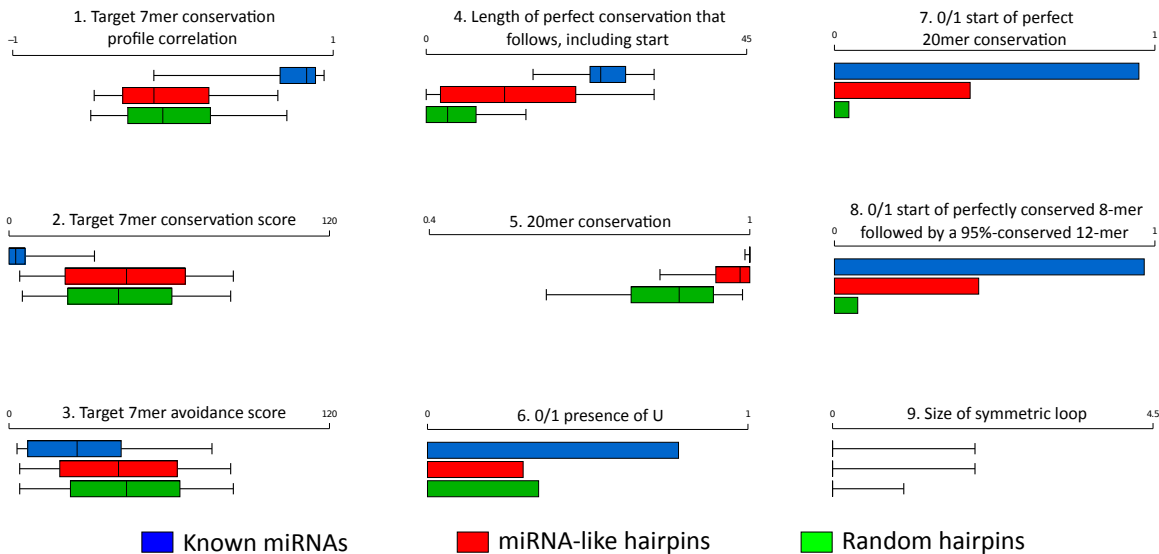 1. Target 7mer conservation
profile correlation
−1 1
4. Length of perfect conservation that
follows, including start
0 45
7. 0/1 start of perfect
20mer conservation
0 1
2. Target 7mer conservation score
0 120
5. 20mer conservation
0.4 1
8. 0/1 start of perfectly conserved 8-mer
followed by a 95%-conserved 12-mer
0 1
3. Target 7mer avoidance score
0 120
6. 0/1 presence of U
0 1
9. Size of symmetric loop
0 4.5
Known miRNAs
miRNA-like hairpins
Random hairpins